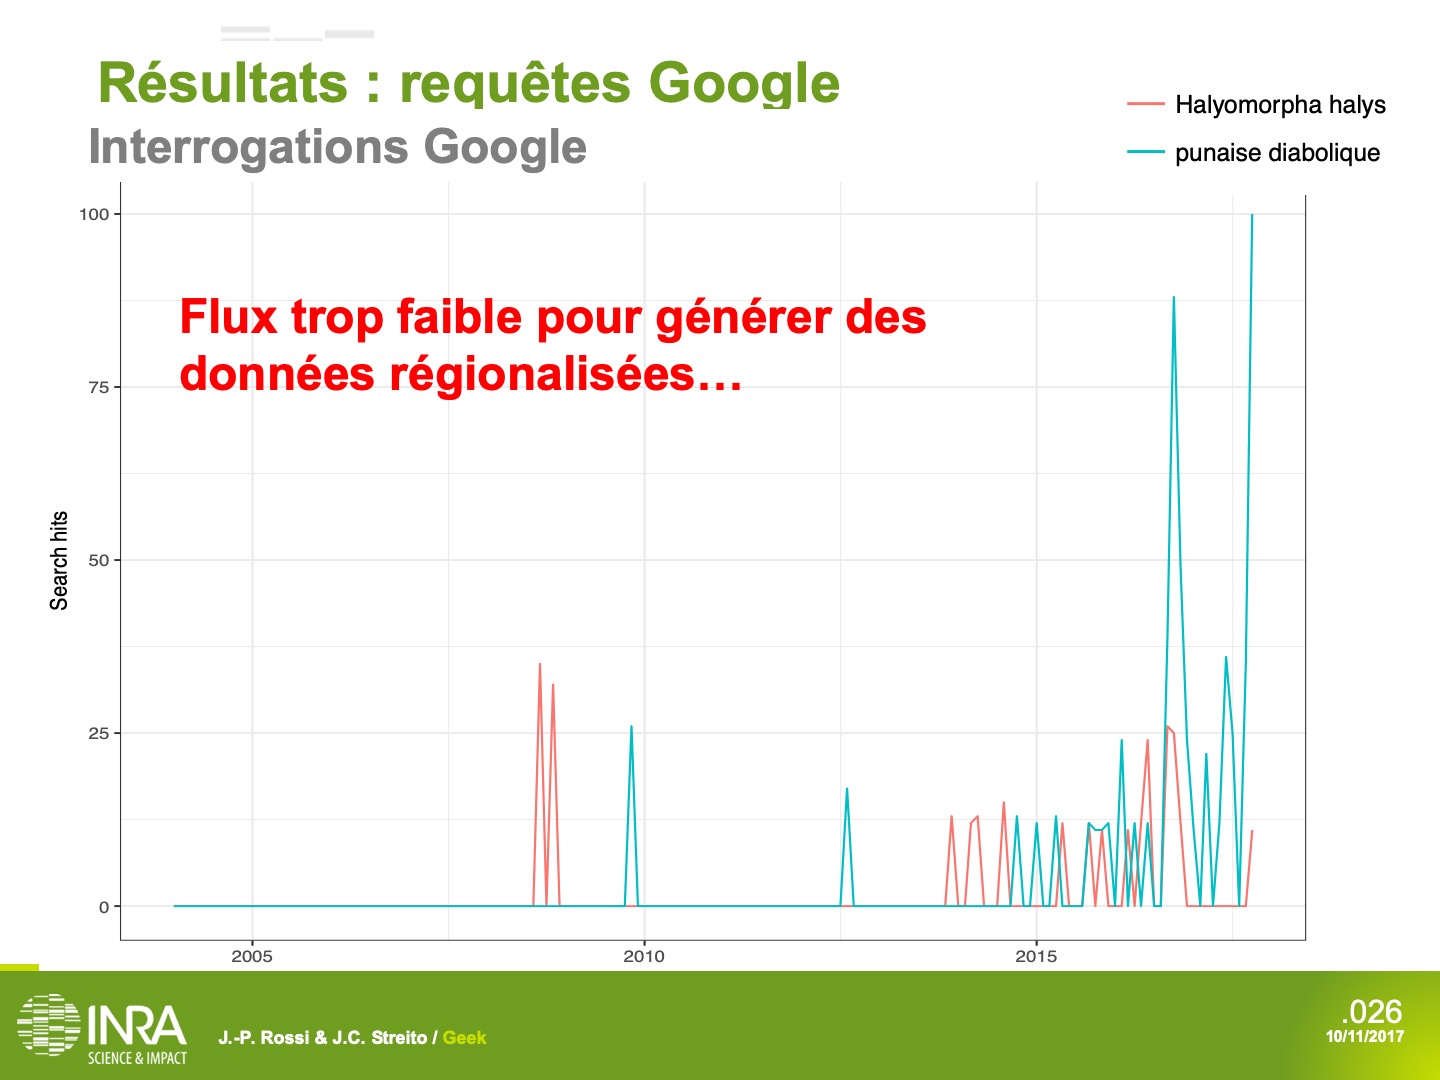 Résultats : requêtes Google
Interrogations Google
Halyomorpha halys
punaise diabolique
100
75
50
25
0
Search hits
Flux trop faible pour générer des
données régionalisées…
2005
2010
2015
INRA
SCIENCE & IMPACT
J.-P. Rossi & J.C. Streito / Geek
.026
10/11/2017